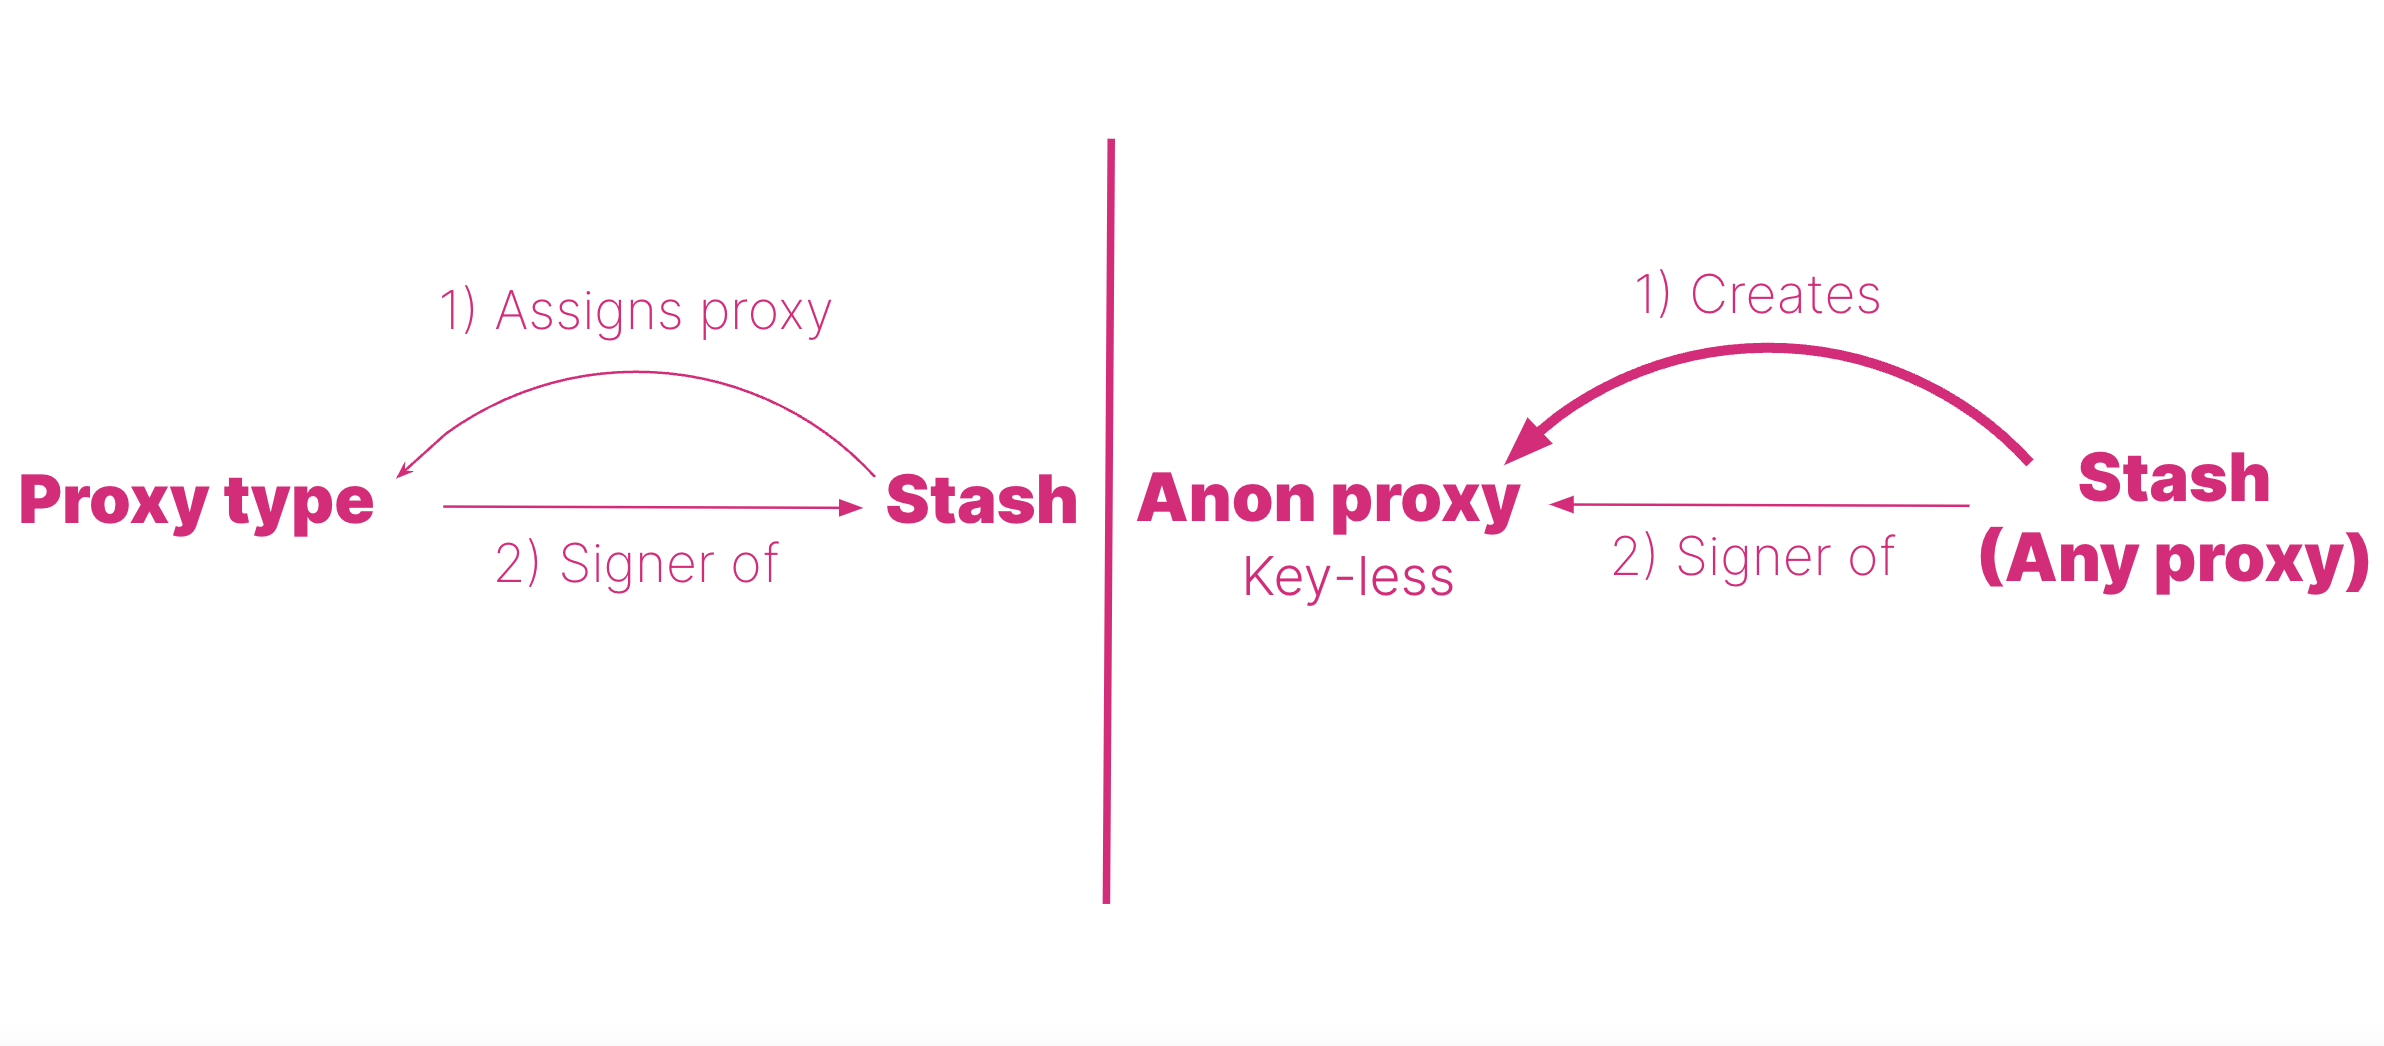 1) Assigns proxy
Proxy type
Stash
2) Signer of
1) Creates
Anon proxy
Key-less
Stash
(Any proxy)
2) Signer of